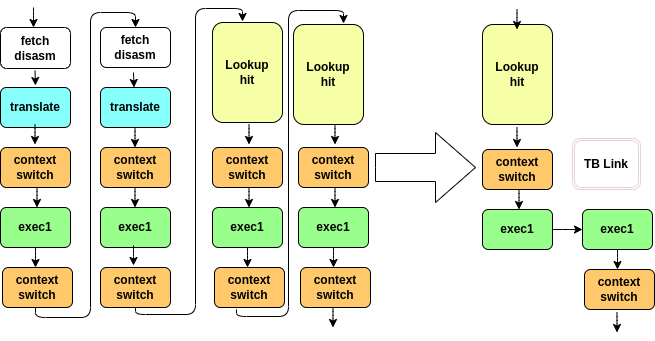 fetch
disasm
translate
context
switch
exec1
context
switch
fetch
disasm
translate
context
switch
exec1
context
switch
Lookup
hit
context
switch
exec1
context
switch
Lookup
hit
context
switch
exec1
context
switch
Lookup
hit
context
switch
exec1
TB Link
exec1
context
switch